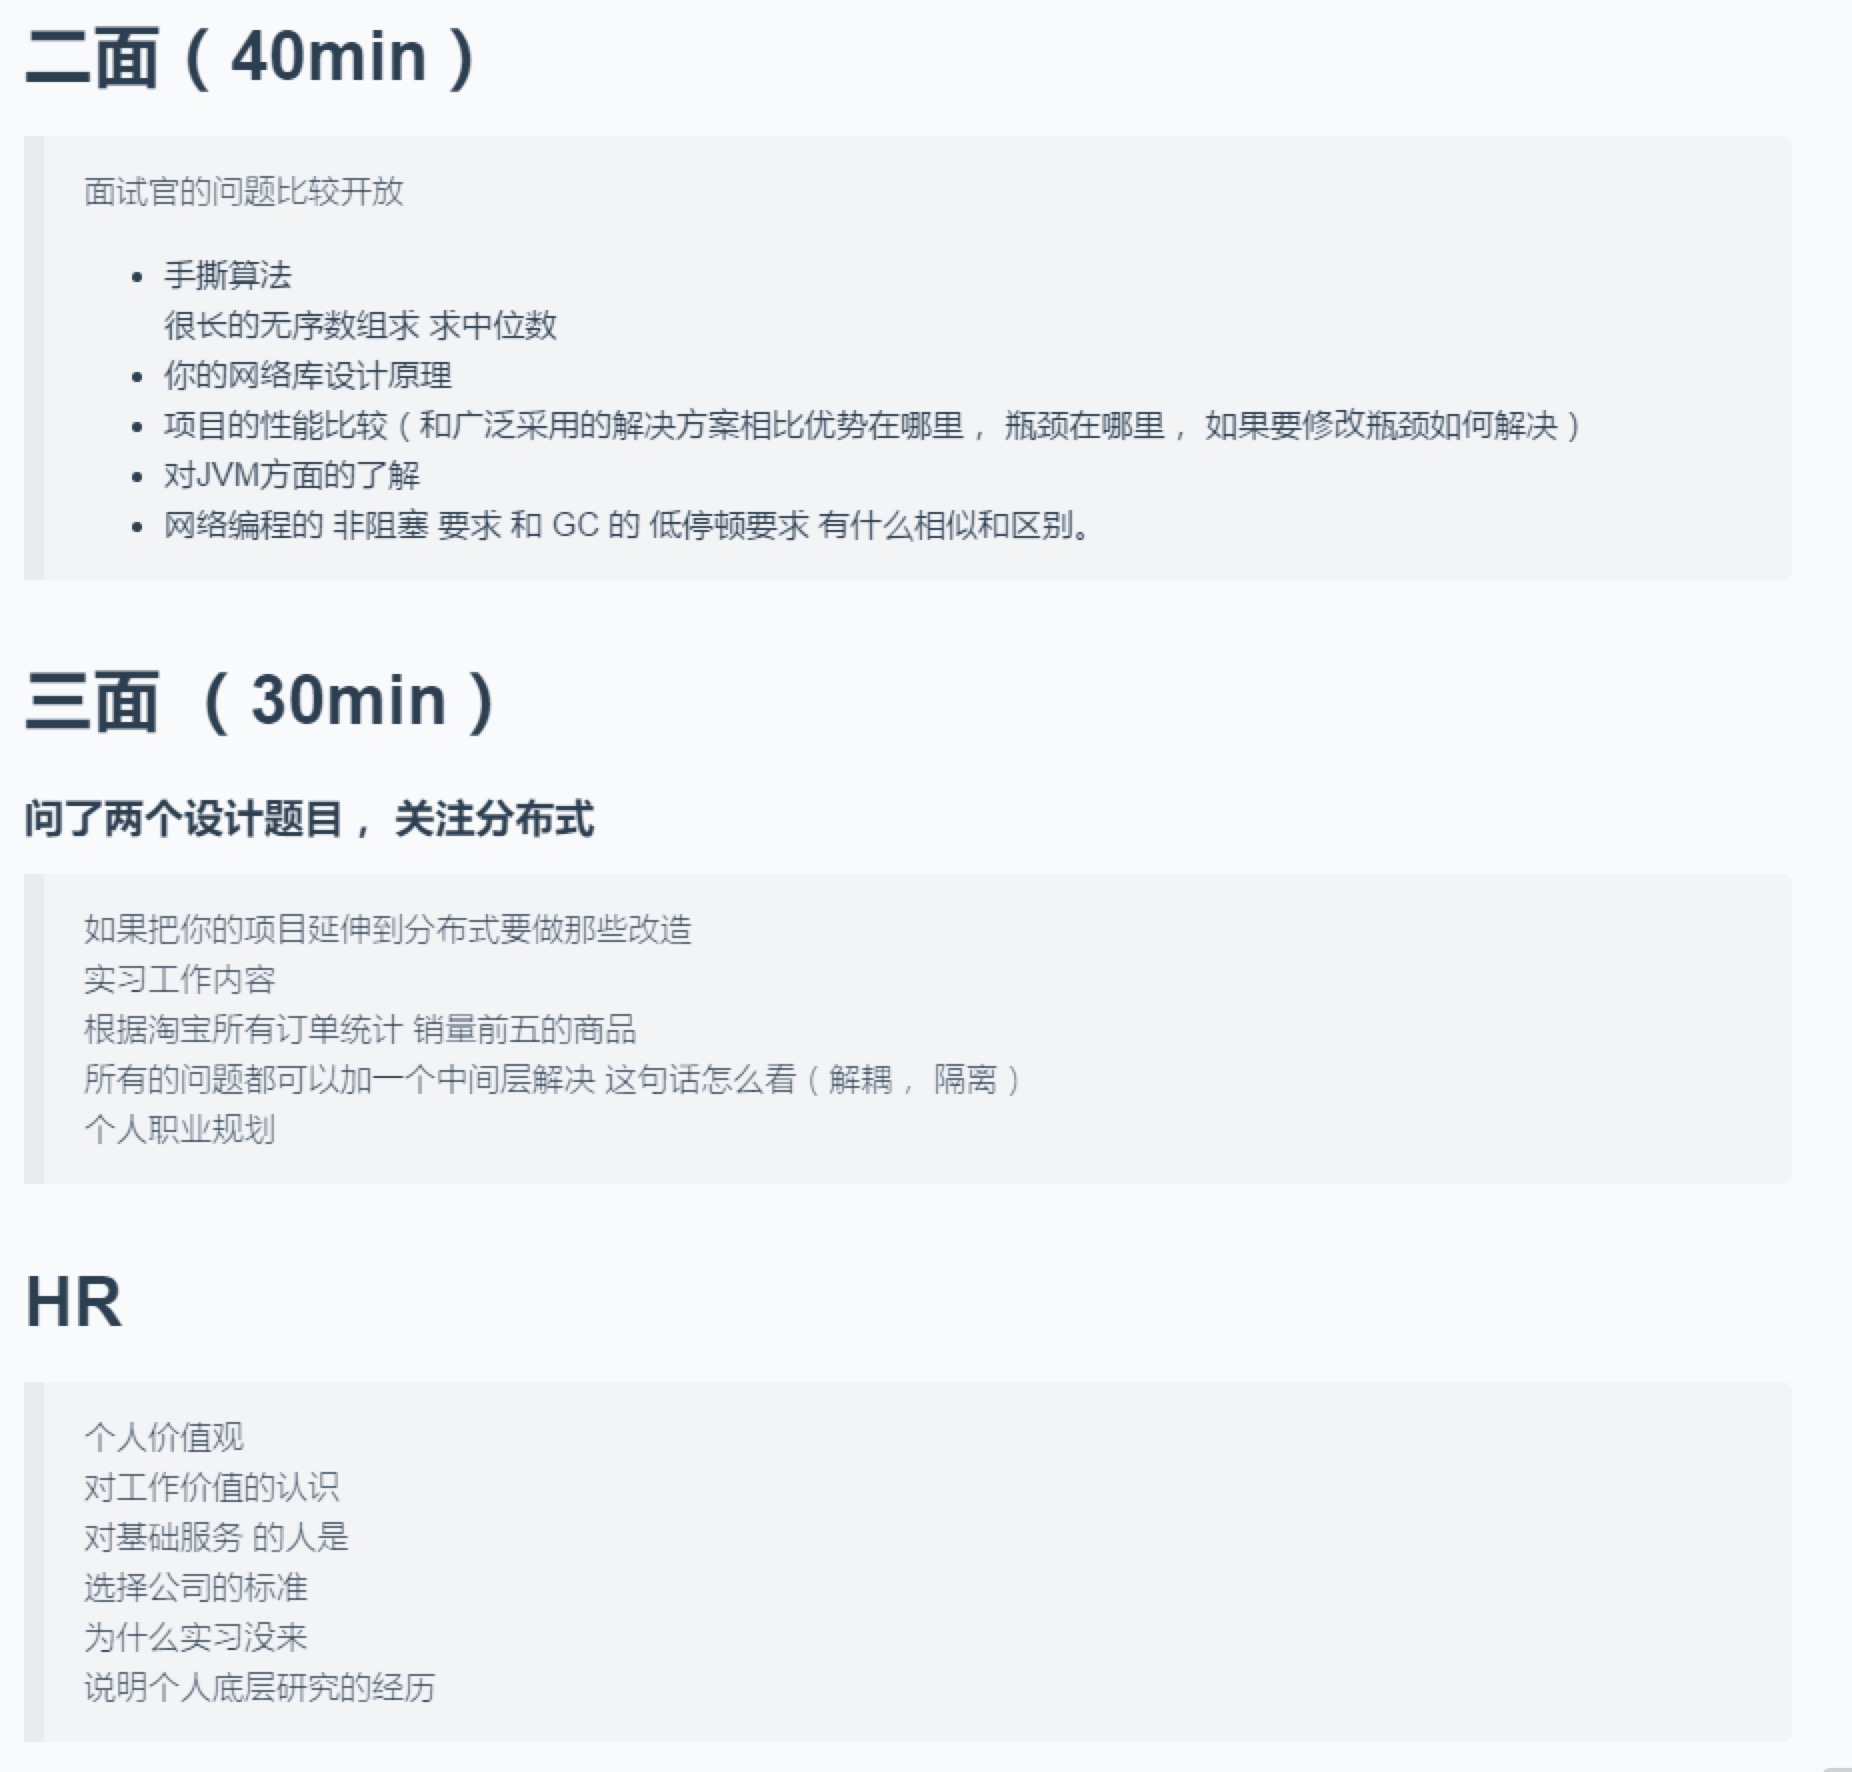 二面（40min）
面试官的问题比较开放
手撕算法
很长的无序数组求 求中位数
你的网络库设计原理
项目的性能比较（和广泛采用的解决方案相比优势在哪里，瓶颈在哪里，如果要修改瓶颈如何解决）
对JVM方面的了解
网络编程的 非阻塞 要求 和 GC 的 低停顿要求 有什么相似和区别。
三面 （30min）
问了两个设计题目，关注分布式
如果把你的项目延伸到分布式要做那些改造
实习工作内容
根据淘宝所有订单统计 销量前五的商品
所有的问题都可以加一个中间层解决 这句话怎么看（解耦，隔离）
个人职业规划
HR
个人价值观
对工作价值的认识
对基础服务 的人是
选择公司的标准
为什么实习没来
说明个人底层研究的经历